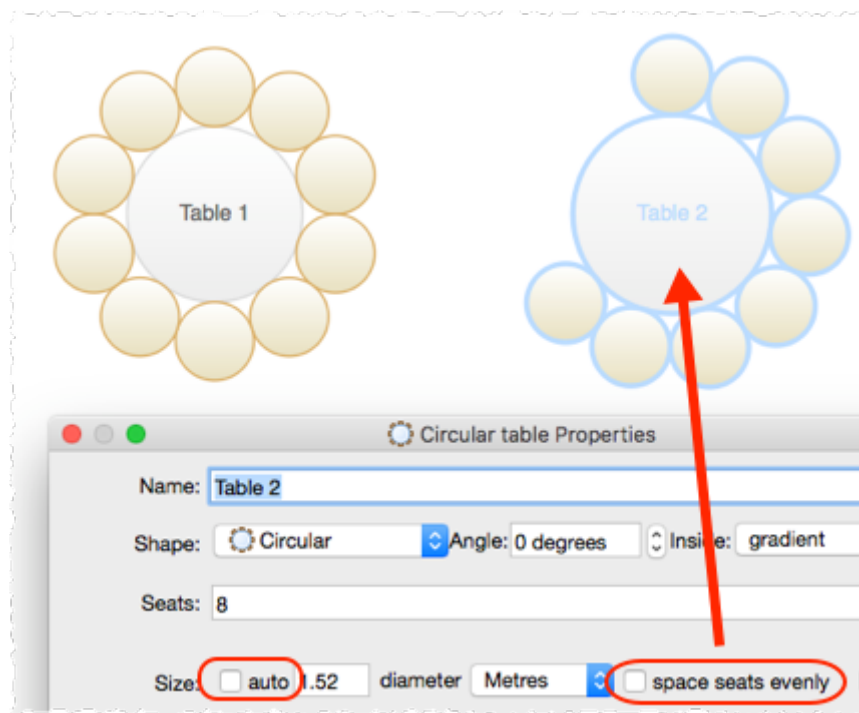 Table 1
Table 2
Circular table Properties
Name: Table 2
Shape: Circular Angle: 0 degrees Inside: gradient
Seats: 8
Size: auto 1.52 diameter Metres space seats evenly